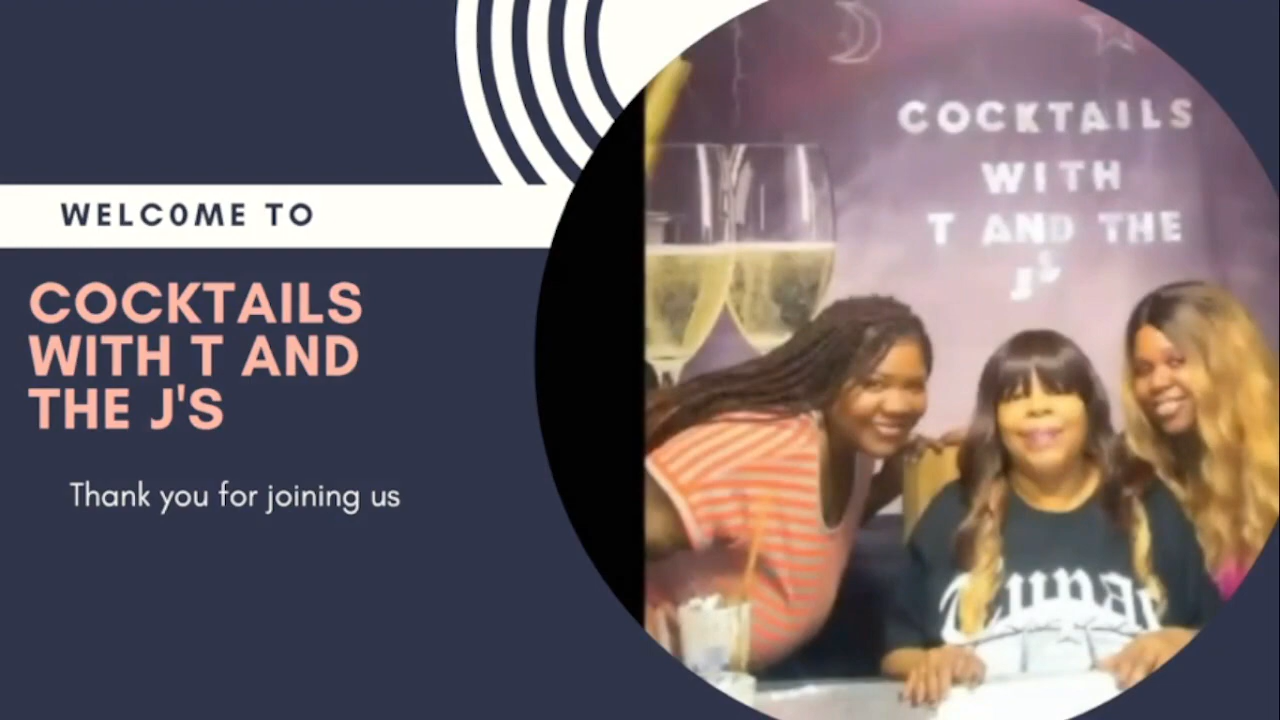 WELC0ME TO
COCKTAILS
WITH T AND
THE J'S
Thank you for joining us
COCKTAILS
WITH
T AND THE
J'S